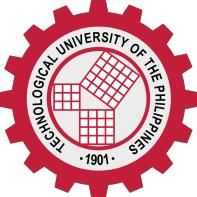 TECHNOLOGICAL UNIVERSITY OF THE PHILIPPINES
· 1901 ·